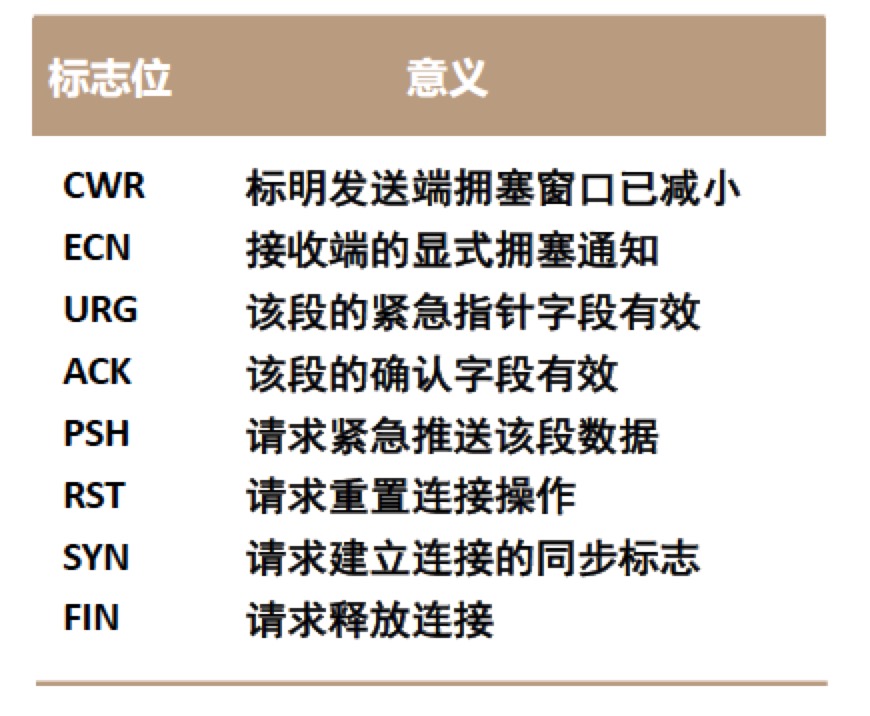 标志位 意义
CWR 标明发送端拥塞窗口已减小
ECN 接收端的显式拥塞通知
URG 该段的紧急指针字段有效
ACK 该段的确认字段有效
PSH 请求紧急推送该段数据
RST 请求重置连接操作
SYN 请求建立连接的同步标志
FIN 请求释放连接